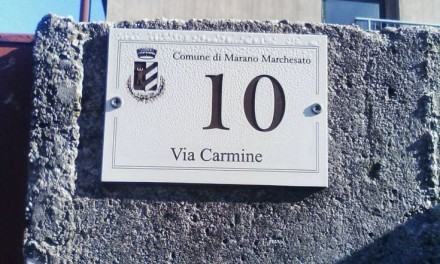 Comune di Marano Marchesato
10
Via Carmine